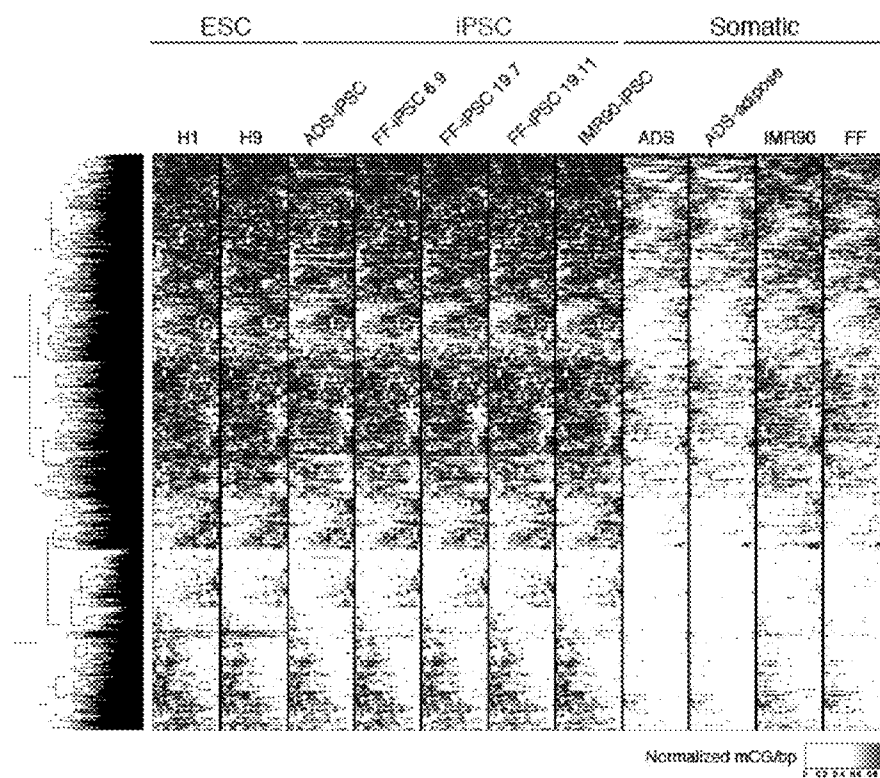 ESC iPSC Somatic
H1 H9 ADS-iPSC FF-iPSC 6.9 FF-iPSC 19.7 FF-iPSC 19.11 IMR90-iPSC ADS ADS-adipose IMR90 FF
Normalized mCG/bp